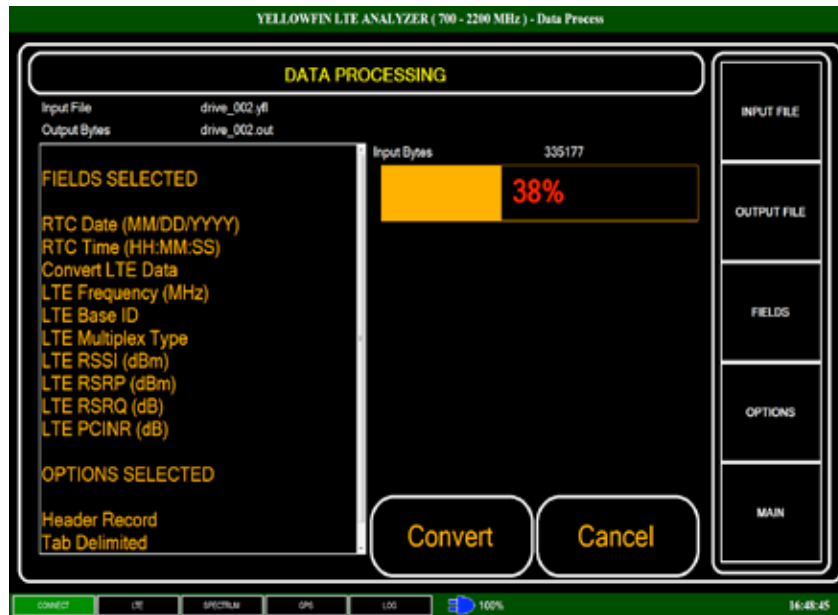 YELLOWFIN LTE ANALYZER ( 700 - 2200 MHz ) - Data Process
DATA PROCESSING
Input File drive_002.yfl
Output Bytes drive_002.out
Input Bytes 335177
38%
FIELDS SELECTED
RTC Date (MM/DD/YYYY)
RTC Time (HH:MM:SS)
Convert LTE Data
LTE Frequency (MHz)
LTE Base ID
LTE Multiplex Type
LTE RSSI (dBm)
LTE RSRP (dBm)
LTE RSRQ (dB)
LTE PCINR (dB)
OPTIONS SELECTED
Header Record
Tab Delimited
Convert Cancel
INPUT FILE
OUTPUT FILE
FIELDS
OPTIONS
MAIN
CONNECT LTE SPECTRUM GPS LOG 100% 16:48:45